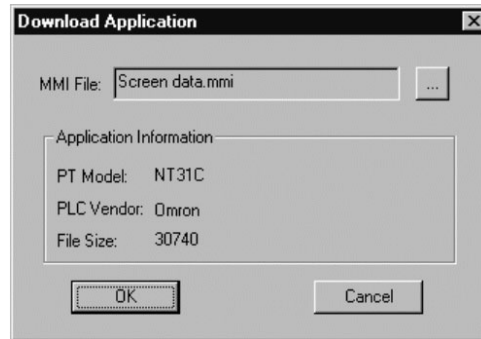 Download Application
MMI File: Screen data.mmi ...
Application Information
PT Model: NT31C
PLC Vendor: Omron
File Size: 30740
OK Cancel